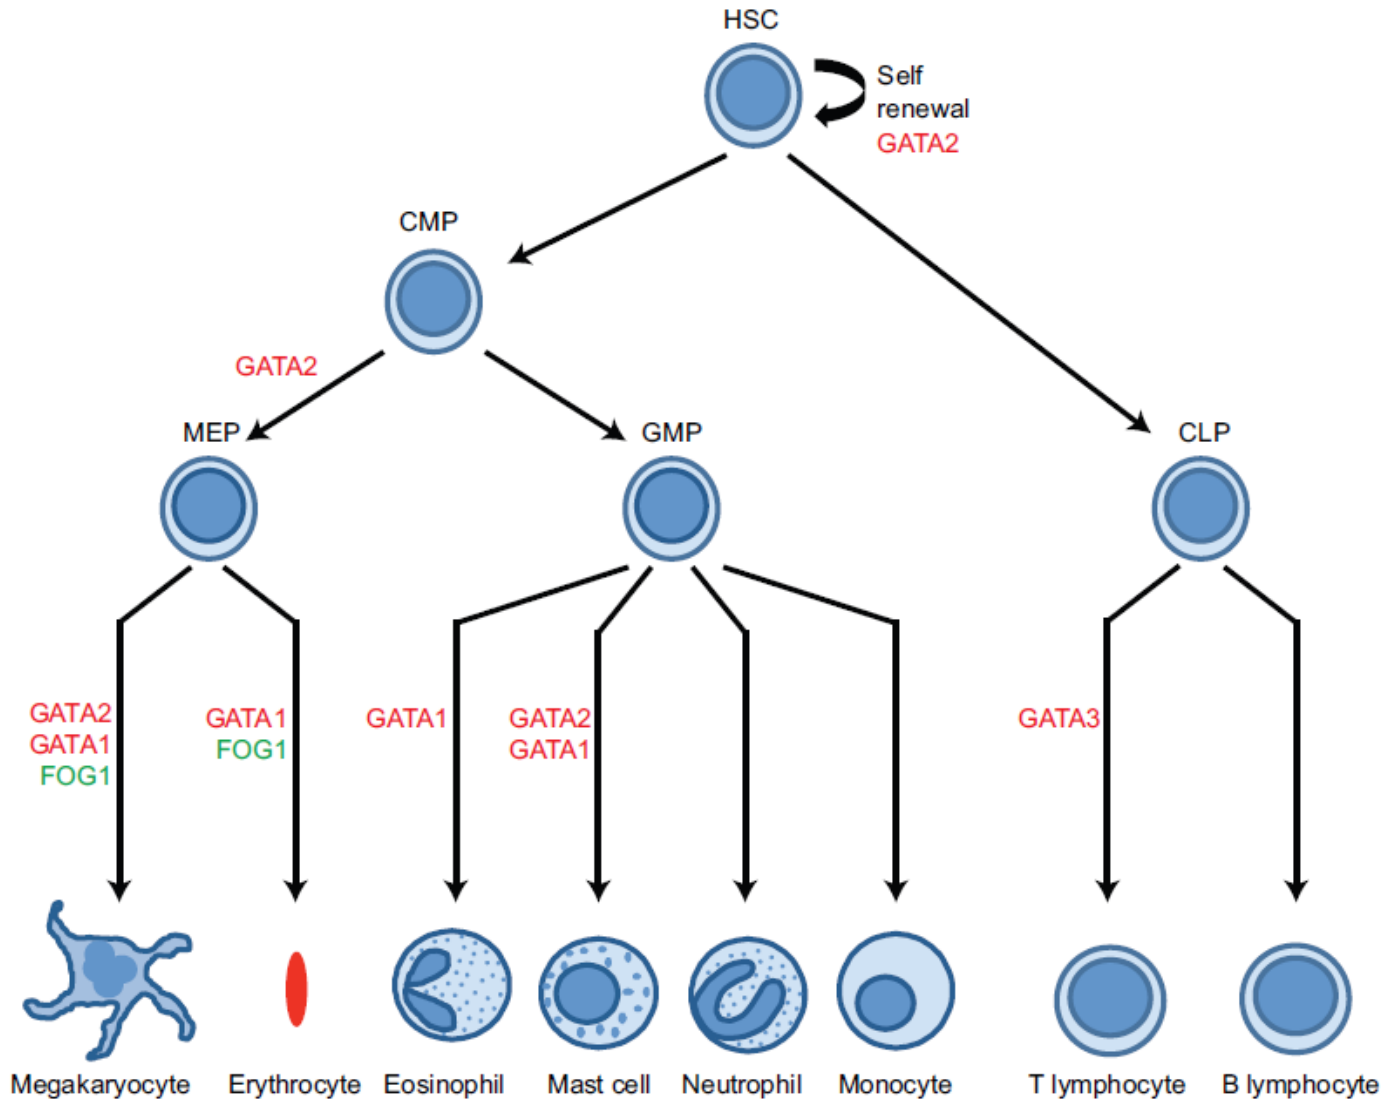 HSC
Self
renewal
GATA2
CMP
GATA2
MEP
GMP
CLP
GATA2
GATA1
FOG1
GATA1
FOG1
GATA1
GATA2
GATA1
GATA3
Megakaryocyte
Erythrocyte
Eosinophil
Mast cell
Neutrophil
Monocyte
T lymphocyte
B lymphocyte